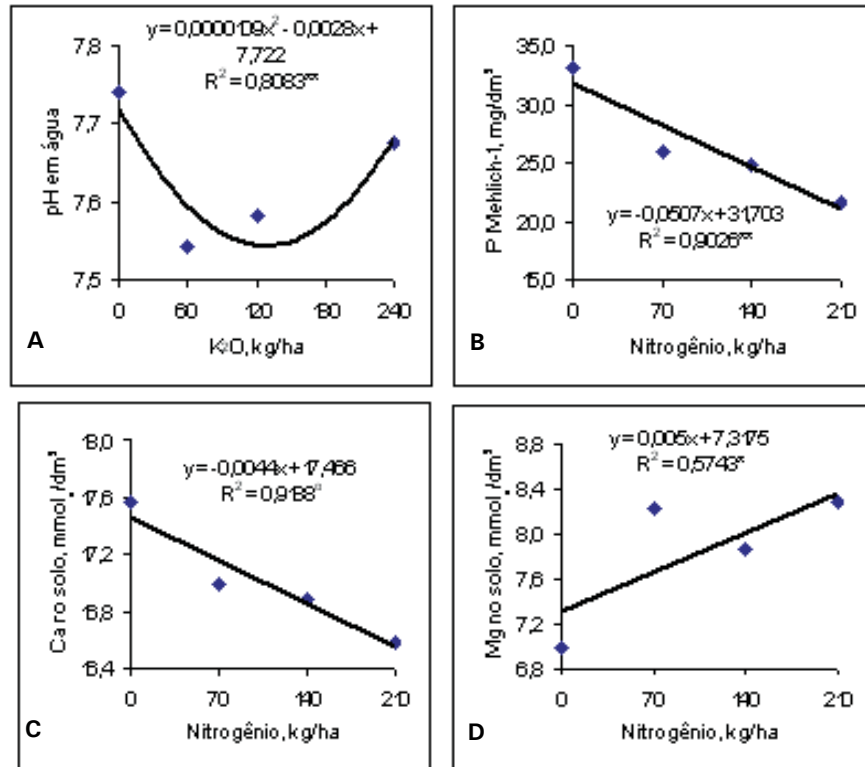 y = 0,0000109x² - 0,0028x +
7,722
R² = 0,8083**
7,8
7,7
7,6
7,5
pH em água
0 60 120 180 240
K₂O, kg/ha
A
35,0
30,0
25,0
20,0
15,0
P Mehlich-1, mg/dm³
y = -0,0507x + 31,703
R² = 0,9026**
0 70 140 210
Nitrogênio, kg/ha
B
18,0
17,6
17,2
16,8
16,4
Ca no solo, mmol /dm³
y = -0,0044x + 17,466
R² = 0,9188
0 70 140 210
Nitrogênio, kg/ha
C
8,8
8,4
8,0
7,6
7,2
6,8
Mg no solo, mmol /dm³
y = 0,005x + 7,3175
R² = 0,5743*
0 70 140 210
Nitrogênio, kg/ha
D